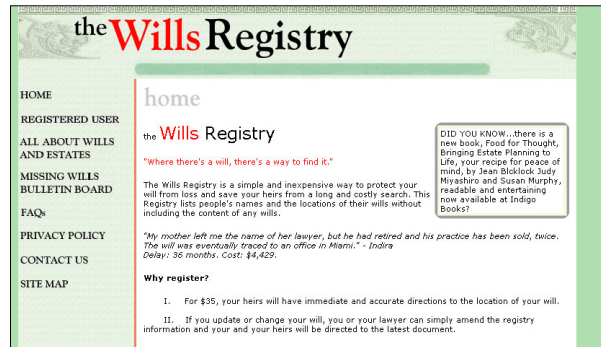 the Wills Registry
HOME
REGISTERED USER
ALL ABOUT WILLS
AND ESTATES
MISSING WILLS
BULLETIN BOARD
FAQs
PRIVACY POLICY
CONTACT US
SITE MAP
home
the Wills Registry
"Where there's a will, there's a way to find it."
The Wills Registry is a simple and inexpensive way to protect your
will from loss and save your heirs from a long and costly search. This
Registry lists people's names and the locations of their wills without
including the content of any wills.
DID YOU KNOW...there is a
new book, Food for Thought,
Bringing Estate Planning to
Life, your recipe for peace of
mind, by Jean Blcklock Judy
Miyashiro and Susan Murphy,
readable and entertaining
now available at Indigo
Books?
"My mother left me the name of her lawyer, but he had retired and his practice has been sold, twice.
The will was eventually traced to an office in Miami." - Indira
Delay: 36 months. Cost: $4,429.
Why register?
I. For $35, your heirs will have immediate and accurate directions to the location of your will.
II. If you update or change your will, you or your lawyer can simply amend the registry
information and your and your heirs will be directed to the latest document.